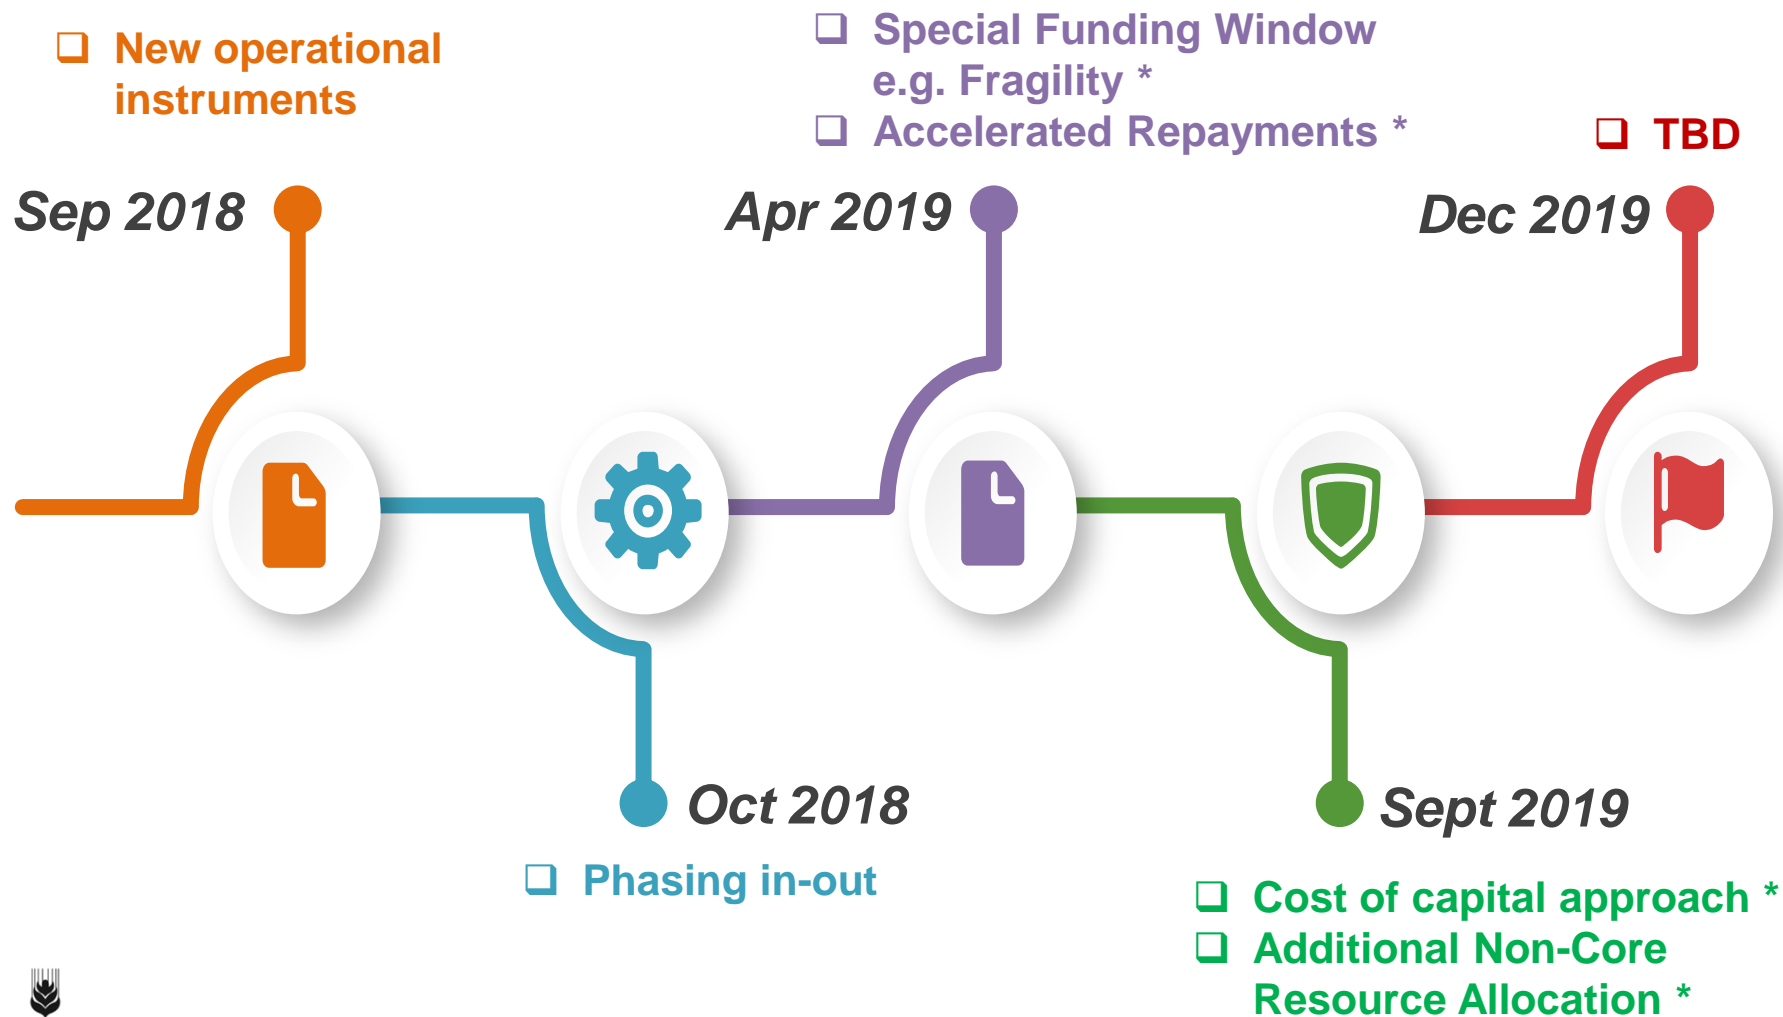 ❑ New operational
instruments
❑ Special Funding Window
e.g. Fragility *
❑ Accelerated Repayments *
❑ TBD
Sep 2018
Apr 2019
Dec 2019
Oct 2018
Sept 2019
❑ Phasing in-out
❑ Cost of capital approach *
❑ Additional Non-Core
Resource Allocation *